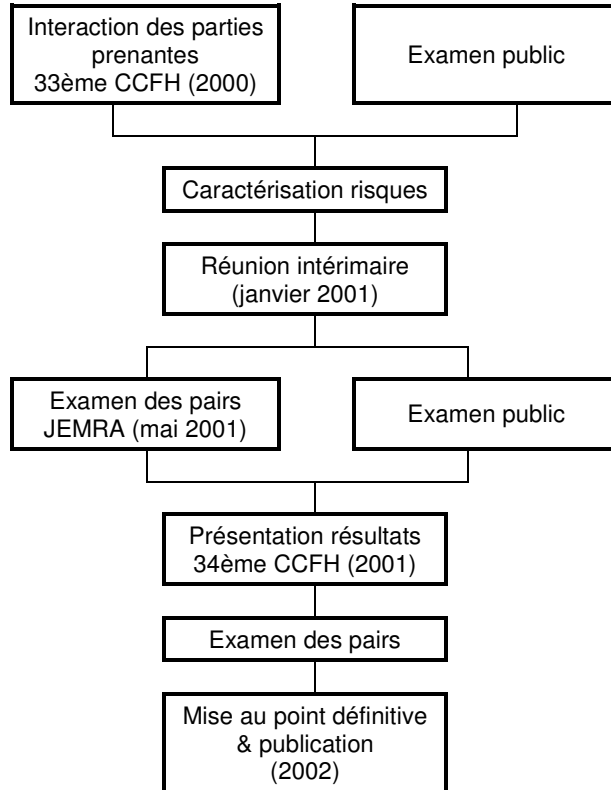 Interaction des parties
prenantes
33ème CCFH (2000)
Examen public
Caractérisation risques
Réunion intérimaire
(janvier 2001)
Examen des pairs
JEMRA (mai 2001)
Examen public
Présentation résultats
34ème CCFH (2001)
Examen des pairs
Mise au point définitive
& publication
(2002)